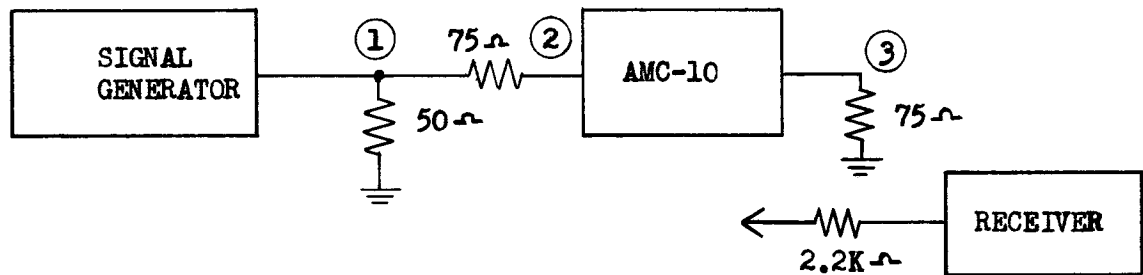 SIGNAL
GENERATOR
①
75Ω
②
50Ω
AMC-10
③
75Ω
2.2KΩ
RECEIVER